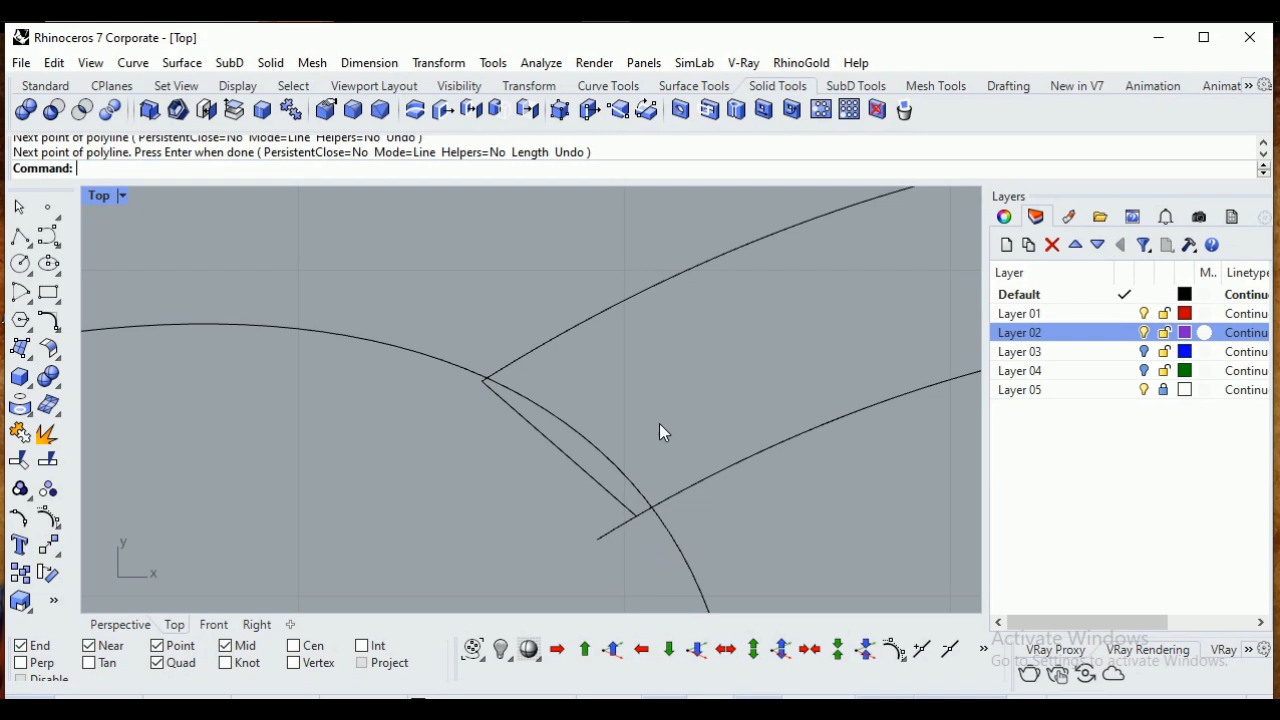 Rhinoceros 7 Corporate - [Top]
File Edit View Curve Surface SubD Solid Mesh Dimension Transform Tools Analyze Render Panels SimLab V-Ray RhinoGold Help
Standard CPlanes Set View Display Select Viewport Layout Visibility Transform Curve Tools Surface Tools Solid Tools SubD Tools Mesh Tools Drafting New in V7 Animation Animat »
Next point of polyline ( PersistentClose=No Mode=Line Helpers=No Undo )
Next point of polyline. Press Enter when done ( PersistentClose=No Mode=Line Helpers=No Length Undo )
Command:
Top
Layers
Layer M.. Linetype
Default Continu
Layer 01 Continu
Layer 02 Continu
Layer 03 Continu
Layer 04 Continu
Layer 05 Continu
y
x
Perspective Top Front Right
End Near Point Mid Cen Int
Perp Tan Quad Knot Vertex Project
Disable
Activate Windows
Go to Settings to activate Windows.
VRay Proxy VRay Rendering VRay »